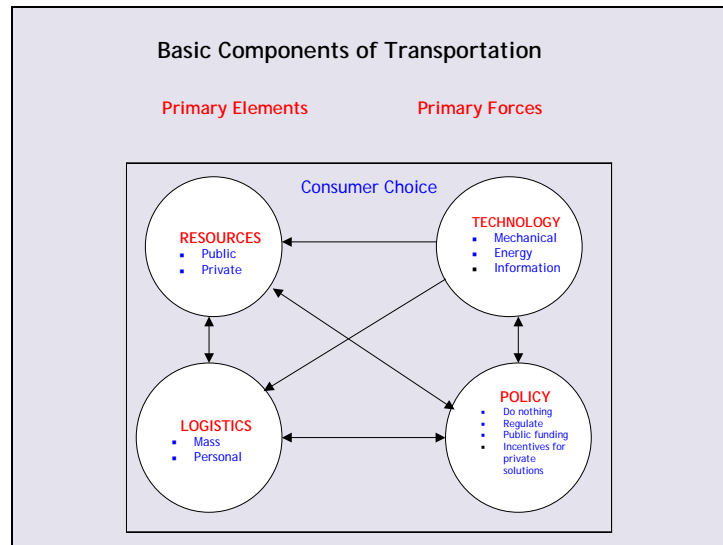 Basic Components of Transportation
Primary Elements
Primary Forces
Consumer Choice
RESOURCES
▪ Public
▪ Private
TECHNOLOGY
▪ Mechanical
▪ Energy
▪ Information
LOGISTICS
▪ Mass
▪ Personal
POLICY
▪ Do nothing
▪ Regulate
▪ Public funding
▪ Incentives for
private
solutions